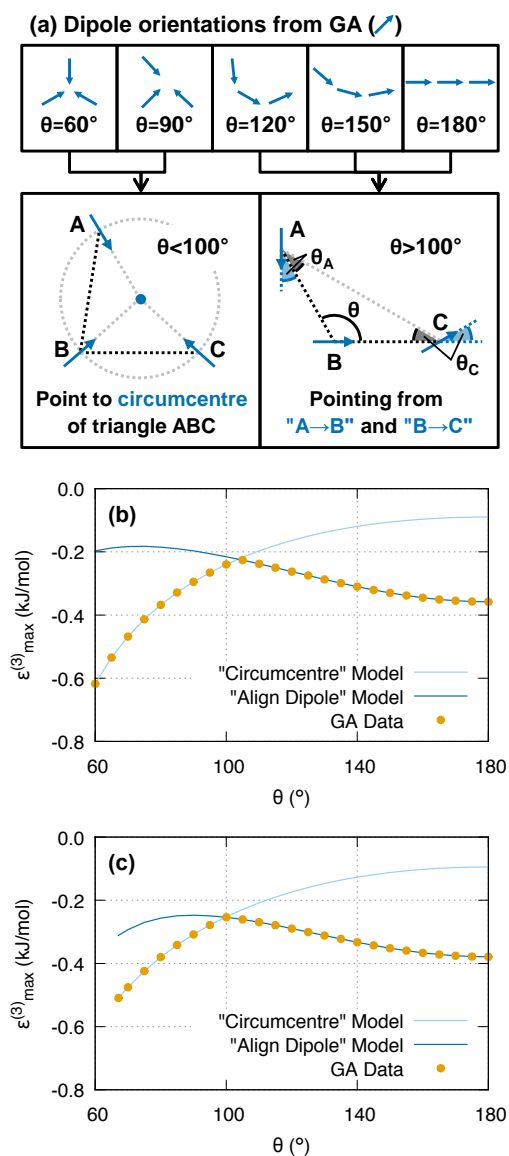 (a) Dipole orientations from GA (↗)
θ=60° θ=90° θ=120° θ=150° θ=180°
A
B
C
θ<100°
Point to circumcentre
of triangle ABC
A
θ>100°
θA
θ
C
B
θC
Pointing from
"A→B" and "B→C"
(b)
0.0
-0.2
-0.4
-0.6
-0.8
ε(3)max (kJ/mol)
"Circumcentre" Model
"Align Dipole" Model
GA Data
60 100 140 180
θ (°)
(c)
0.0
-0.2
-0.4
-0.6
-0.8
ε(3)max (kJ/mol)
"Circumcentre" Model
"Align Dipole" Model
GA Data
60 100 140 180
θ (°)